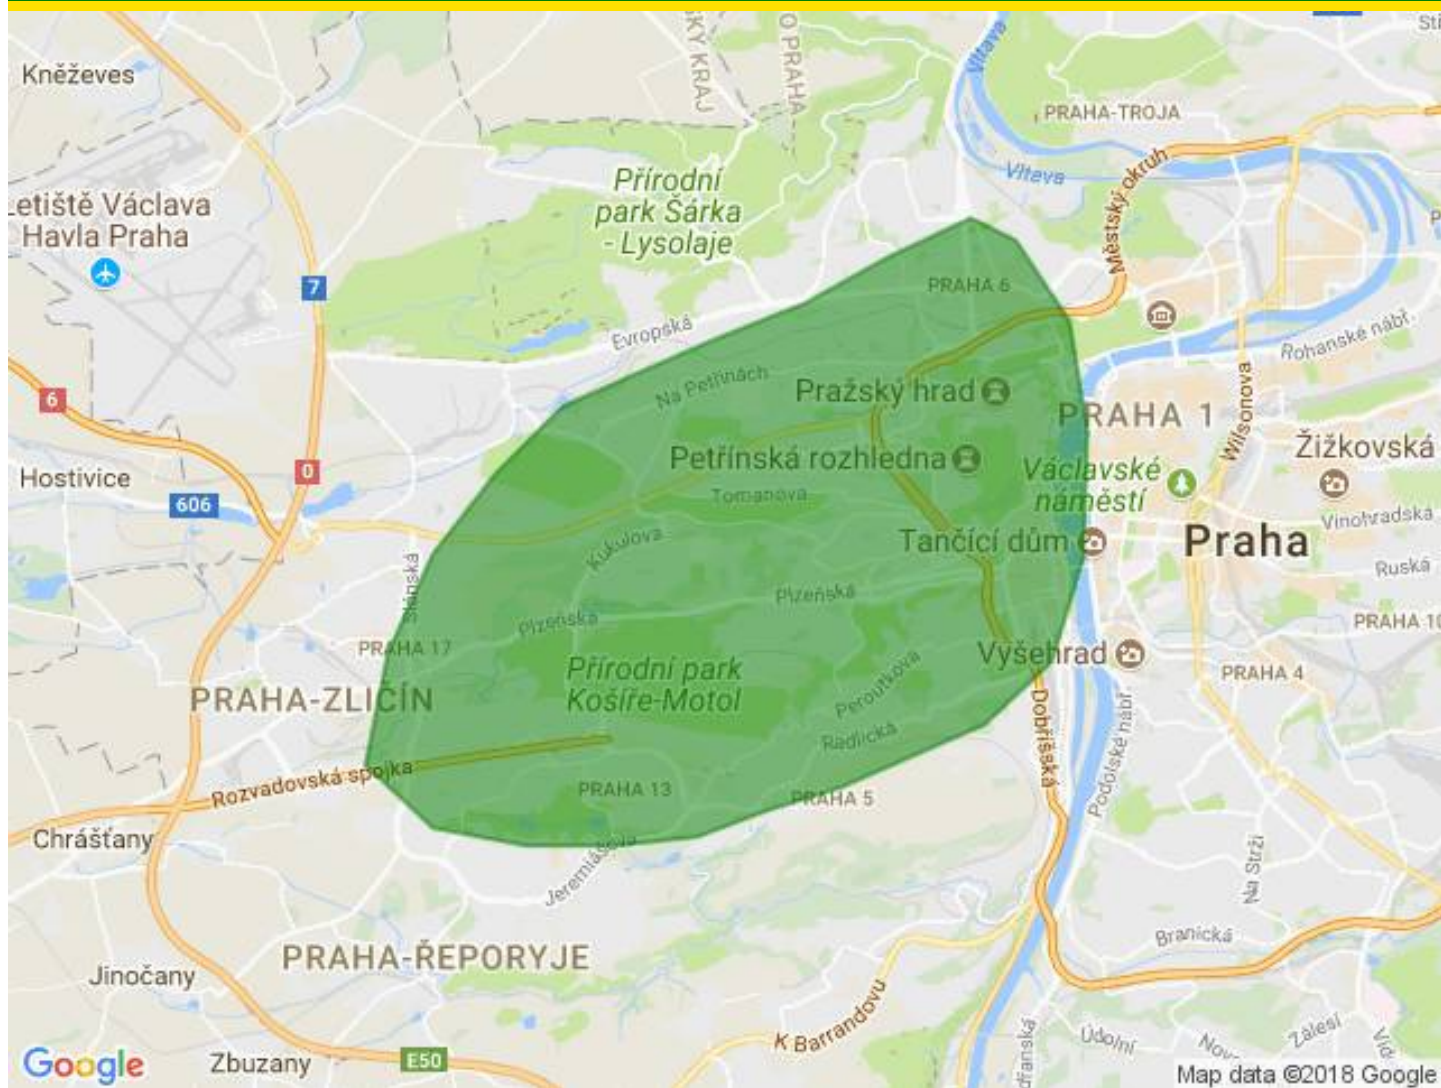 Kněževes
Vltava
PRAHA-TROJA
Městský okruh
Vltava
Přírodní
park Šárka
- Lysolaje
Letiště Václava
Havla Praha
7
PRAHA 6
Evropská
Rohanské nábř.
6
Na Petřinách
Pražský hrad
PRAHA 1
Wilsonova
Žižkovská
Hostivice
0
606
Petřínská rozhledna
Václavské
náměstí
Tomanova
Vinohradská
Kukulova
Tančící dům
Praha
Ruská
Slánská
Plzeňská
Plzeňská
PRAHA 10
PRAHA 17
Vyšehrad
PRAHA 4
PRAHA-ZLIČÍN
Přírodní park
Košíře-Motol
Peroutkova
Radlická
Dobříšská
Podolské nábř.
Rozvadovská spojka
PRAHA 13
PRAHA 5
Chrášťany
Jeremiášova
Na Strži
Branická
PRAHA-ŘEPORYJE
Jinočany
K Barrandovu
Údolní
Zálesí
Zbuzany
E50
Google
Map data ©2018 Google